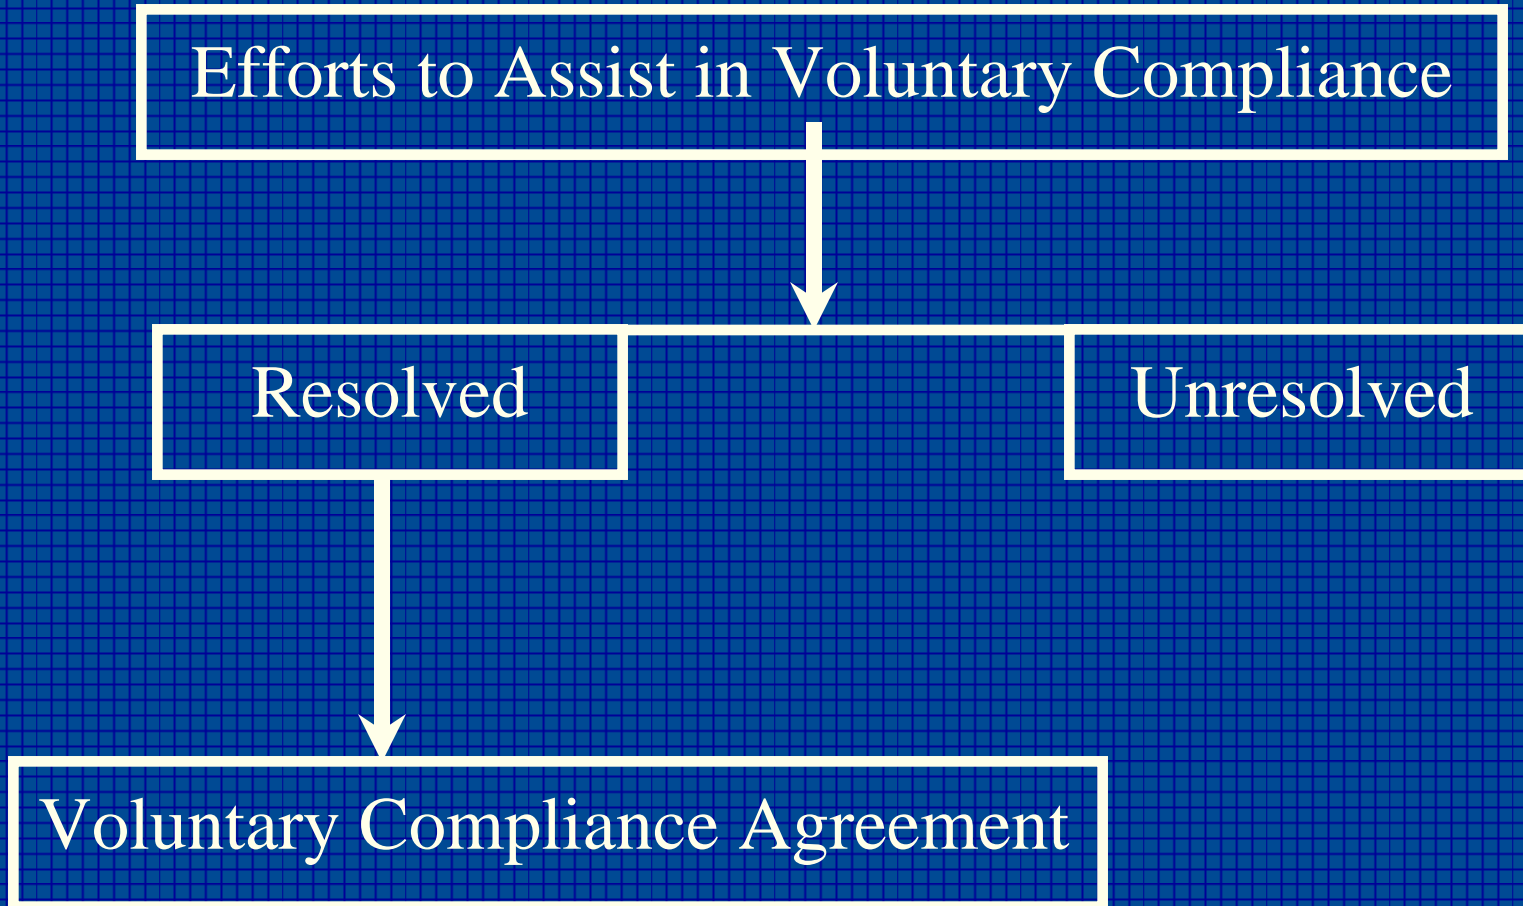 Efforts to Assist in Voluntary Compliance
Resolved
Unresolved
Voluntary Compliance Agreement